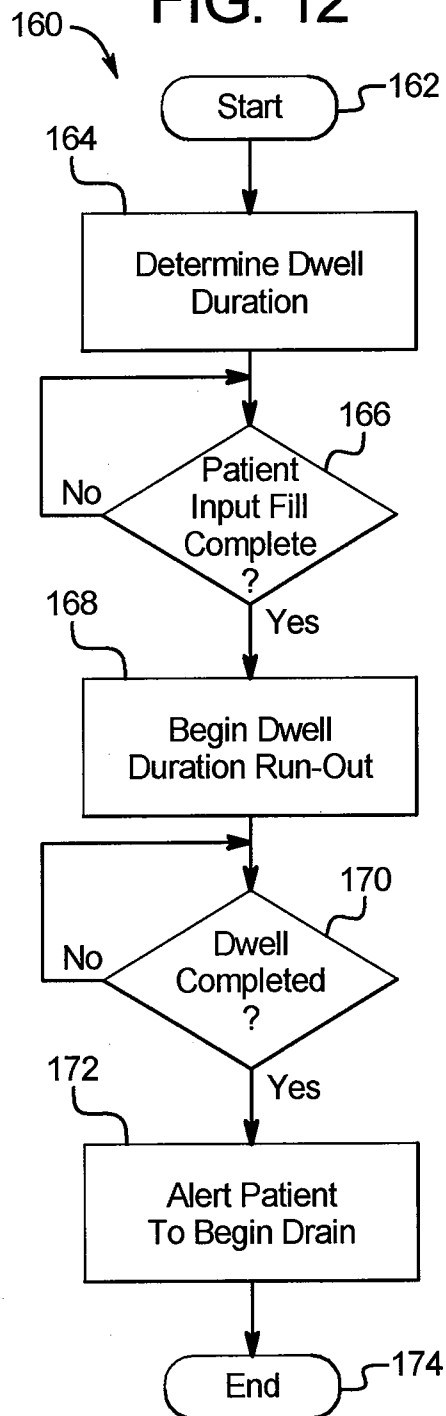 FIG. 12
160
Start
162
164
Determine Dwell
Duration
166
Patient
Input Fill
Complete
?
No
Yes
168
Begin Dwell
Duration Run-Out
170
Dwell
Completed
?
No
Yes
172
Alert Patient
To Begin Drain
End
174